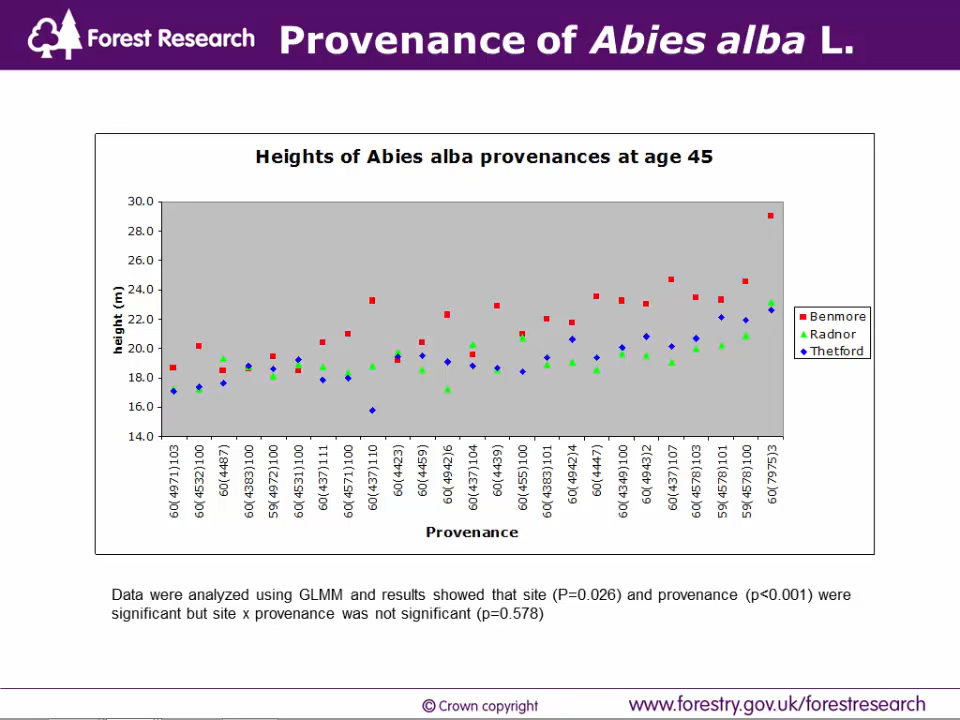 Forest Research
Provenance of Abies alba L.
Heights of Abies alba provenances at age 45
30.0
28.0
26.0
24.0
22.0
20.0
18.0
16.0
14.0
height (m)
60(4971)103
60(4532)100
60(4487)
60(4383)100
59(4972)100
60(4531)100
60(437)111
60(4571)100
60(437)110
60(4423)
60(4459)
60(4942)6
60(437)104
60(4439)
60(455)100
60(4383)101
60(4942)4
60(4447)
60(4349)100
60(4943)2
60(437)107
60(4578)103
59(4578)101
59(4578)100
60(7975)3
Provenance
Benmore
Radnor
Thetford
Data were analyzed using GLMM and results showed that site (P=0.026) and provenance (p<0.001) were
significant but site x provenance was not significant (p=0.578)
© Crown copyright
www.forestry.gov.uk/forestresearch